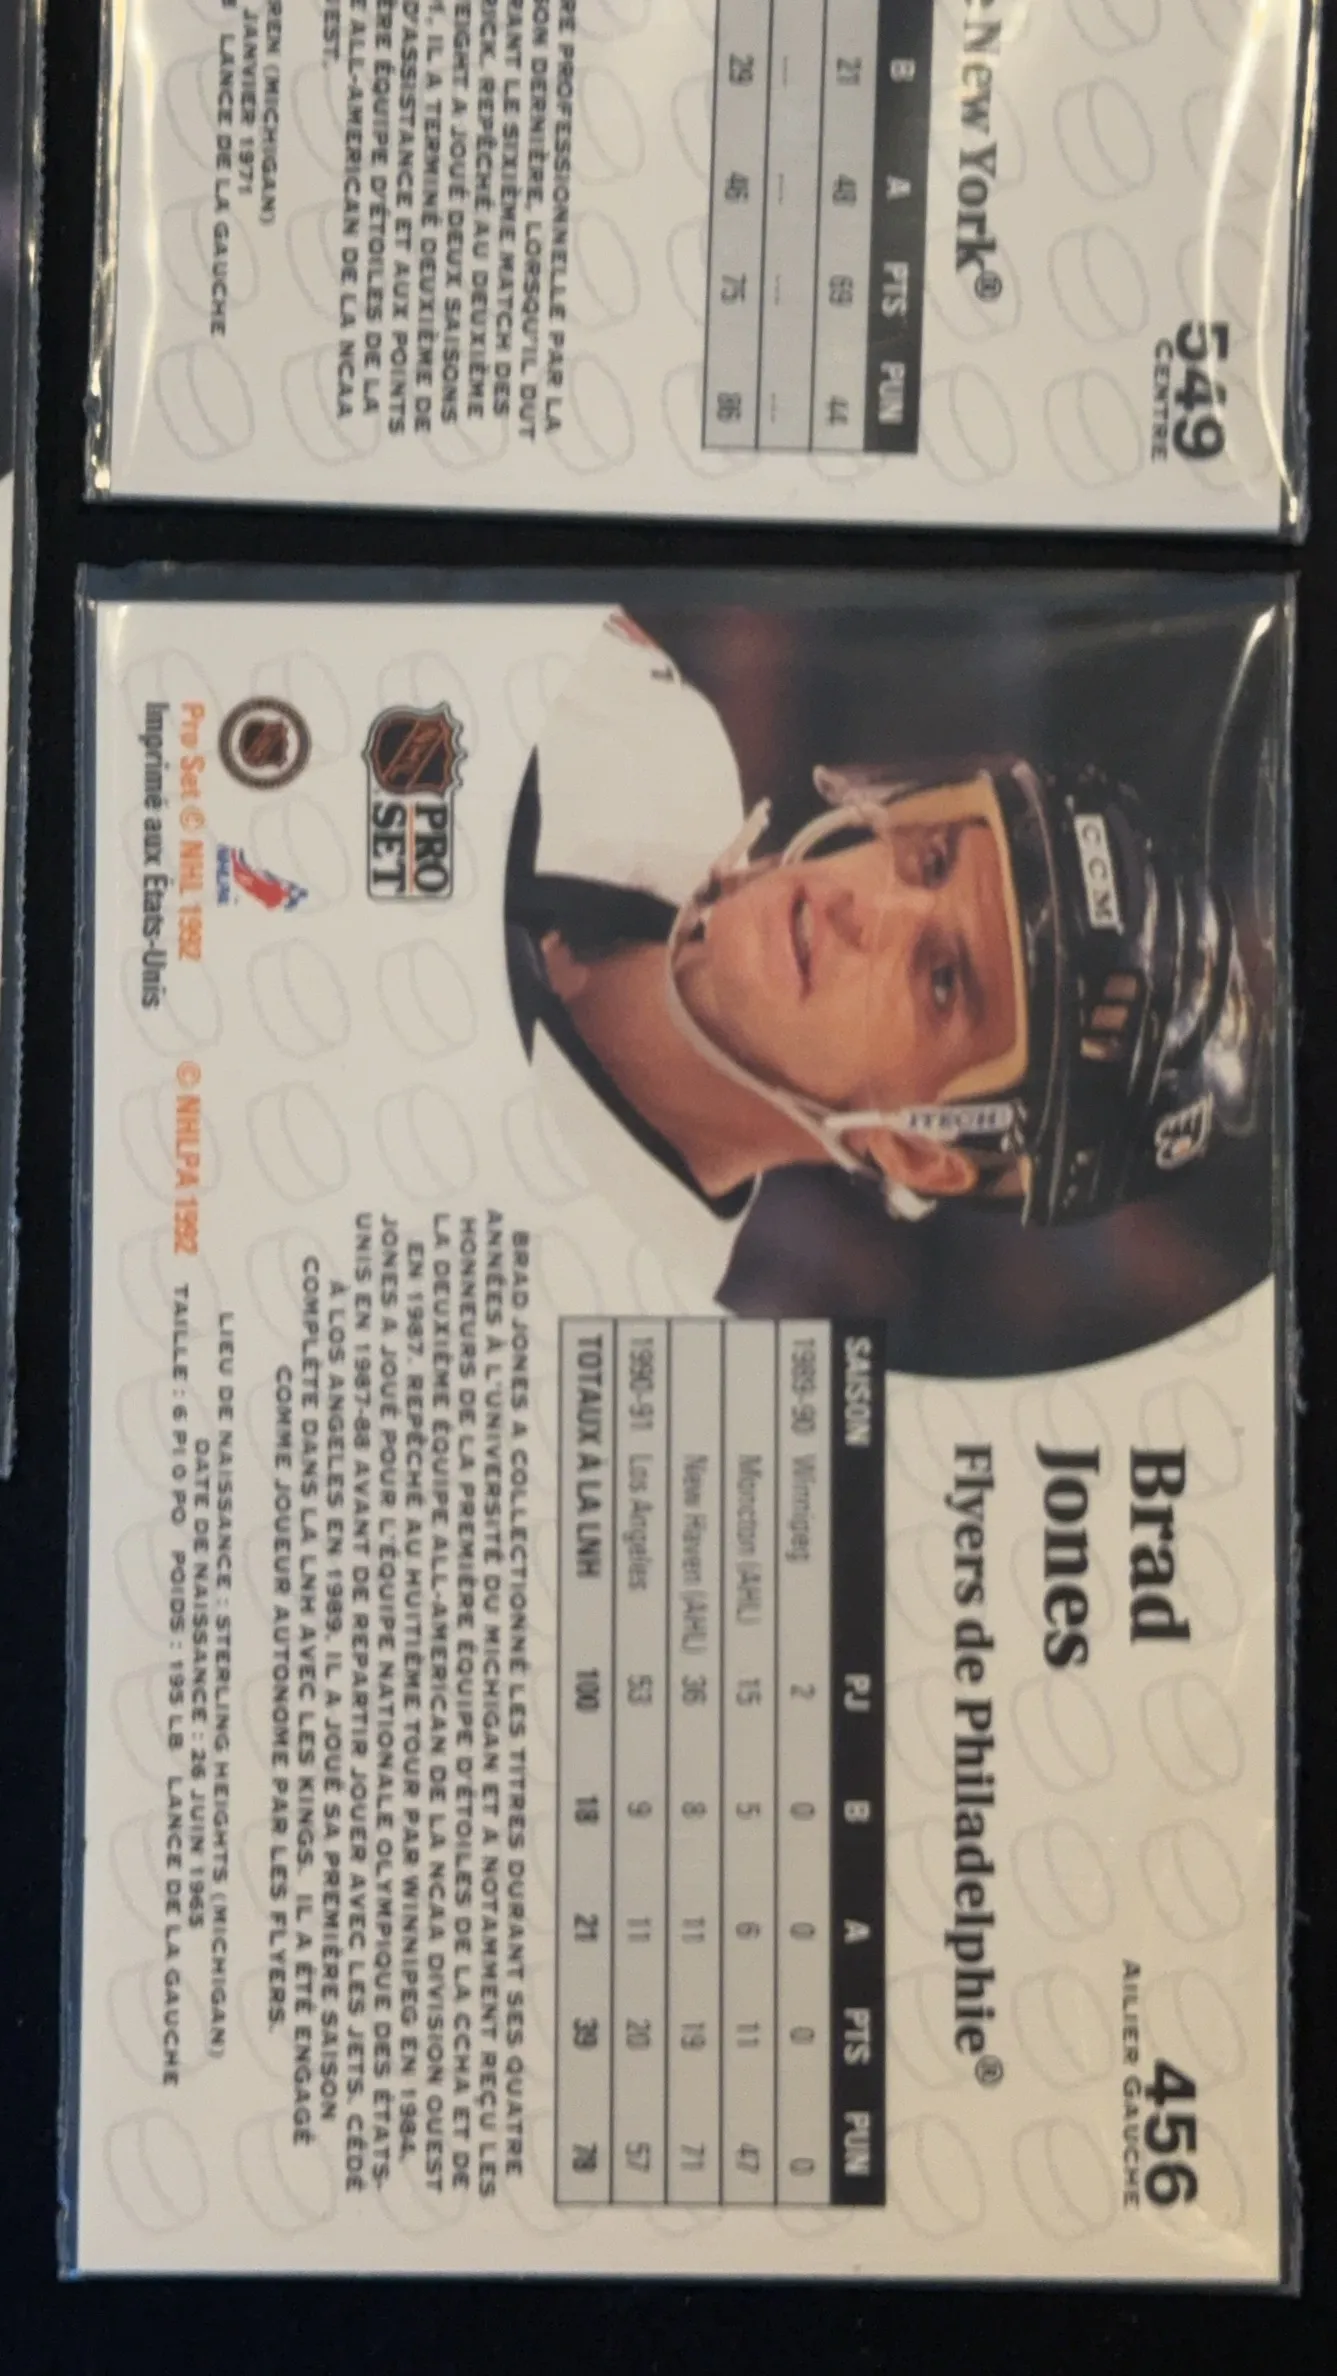 549
CENTRE
e New York®
B A PTS PUN
21 48 69 44
---- ---- ---- ----
29 46 75 86
RE PROFESSIONNELLE PAR LA
SON DERNIÈRE, LORSQU'IL DUT
RANT LE SIXIÈME MATCH DES
RICK. REPÊCHÉ AU DEUXIÈME
EIGHT A JOUÉ DEUX SAISONS
1, IL A TERMINÉ DEUXIÈME DE
D'ASSISTANCE ET AUX POINTS
ÈRE ÉQUIPE D'ÉTOILES DE LA
E ALL-AMERICAN DE LA NCAA
EST.
REN (MICHIGAN)
JANVIER 1971
LANCE DE LA GAUCHE
456
AILIER GAUCHE
Brad
Jones
Flyers de Philadelphie®
SAISON PJ B A PTS PUN
1989-90 Winnipeg 2 0 0 0 0
Moncton (AHL) 15 5 6 11 47
New Haven (AHL) 36 8 11 19 71
1990-91 Los Angeles 53 9 11 20 57
TOTAUX À LA LNH 100 18 21 39 78
BRAD JONES A COLLECTIONNÉ LES TITRES DURANT SES QUATRE
ANNÉES À L'UNIVERSITÉ DU MICHIGAN ET A NOTAMMENT REÇU LES
HONNEURS DE LA PREMIÈRE ÉQUIPE D'ÉTOILES DE LA CCHA ET DE
LA DEUXIÈME ÉQUIPE ALL-AMERICAN DE LA NCAA DIVISION OUEST
EN 1987. REPÊCHÉ AU HUITIÈME TOUR PAR WINNIPEG EN 1984,
JONES A JOUÉ POUR L'ÉQUIPE NATIONALE OLYMPIQUE DES ÉTATS-
UNIS EN 1987-88 AVANT DE REPARTIR JOUER AVEC LES JETS. CÉDÉ
À LOS ANGELES EN 1989, IL A JOUÉ SA PREMIÈRE SAISON
COMPLÈTE DANS LA LNH AVEC LES KINGS. IL A ÉTÉ ENGAGÉ
COMME JOUEUR AUTONOME PAR LES FLYERS.
LIEU DE NAISSANCE : STERLING HEIGHTS (MICHIGAN)
DATE DE NAISSANCE : 26 JUIN 1965
TAILLE : 6 PI 0 PO POIDS : 195 LB LANCE DE LA GAUCHE
CCM
ITECH
NHL
PRO
SET
Pro Set © NHL 1992 © NHLPA 1992
Imprimé aux États-Unis